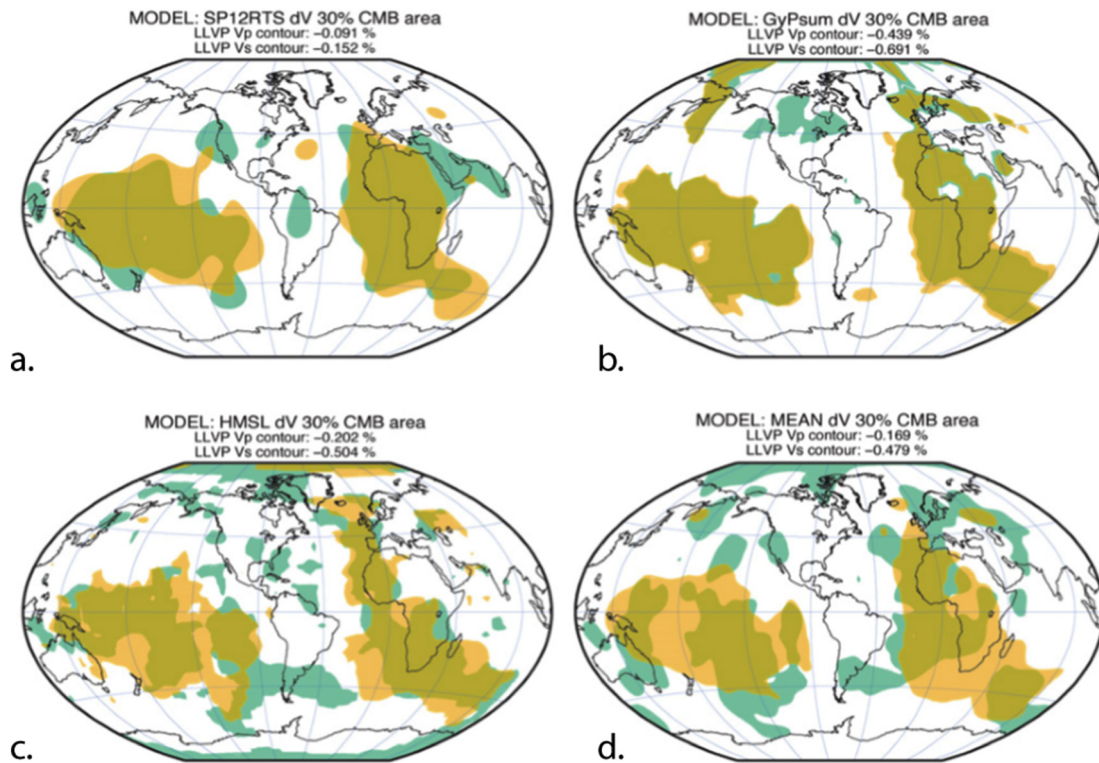 MODEL: SP12RTS dV 30% CMB area
LLVP Vp contour: −0.091 %
LLVP Vs contour: −0.152 %
a.
MODEL: GyPsum dV 30% CMB area
LLVP Vp contour: −0.439 %
LLVP Vs contour: −0.691 %
b.
MODEL: HMSL dV 30% CMB area
LLVP Vp contour: −0.202 %
LLVP Vs contour: −0.504 %
c.
MODEL: MEAN dV 30% CMB area
LLVP Vp contour: −0.169 %
LLVP Vs contour: −0.479 %
d.